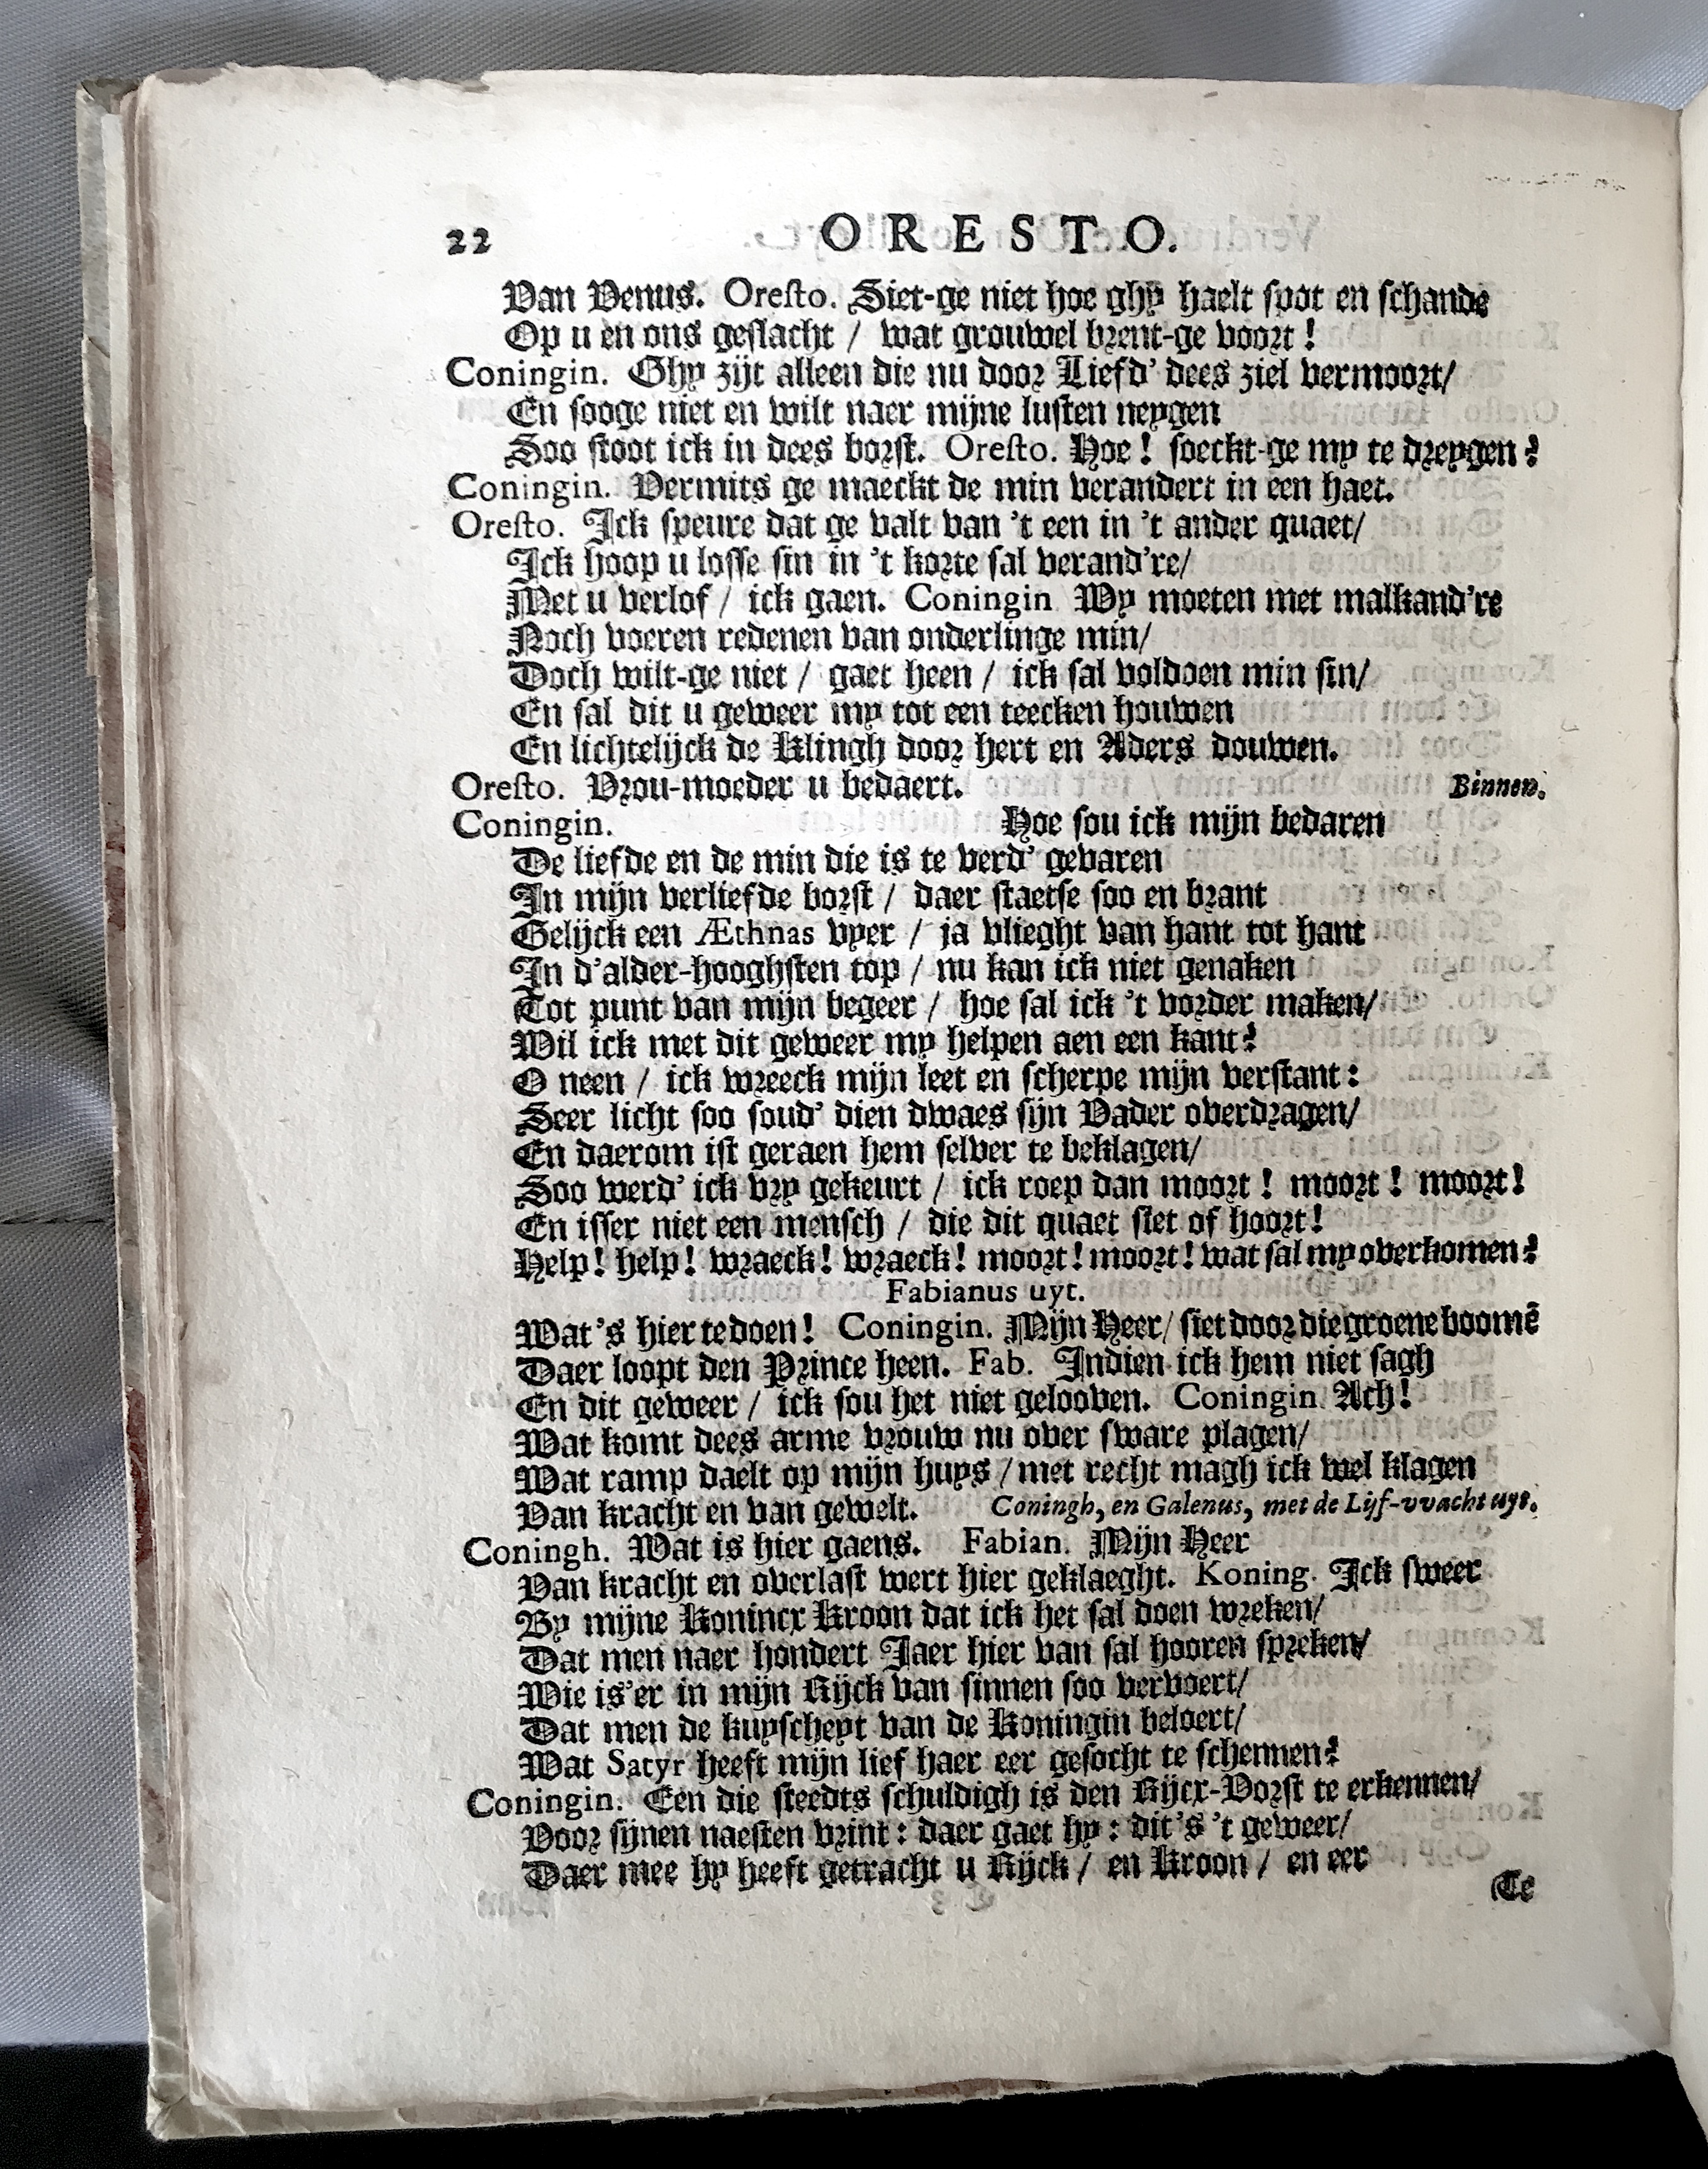 22 ORESTO.
Van Venus. Oresto. Siet-ge niet hoe ghy haelt spot en schande
Op u en ons geslacht / wat grouwel brent-ge voort!
Coningin. Ghy zijt alleen die nu door Liefd' dees ziel vermoort/
En sooge niet en wilt naer mijne lusten neygen
Soo stoot ick in dees borst. Oresto. Hoe! soeckt-ge my te dreygen?
Coningin. Vermits ge maeckt de min verandert in een haet.
Oresto. Ick speure dat ge valt van 't een in 't ander quaet/
Ick hoop u losse sin in 't korte sal verand're/
Met u verlof / ick gaen. Coningin Wy moeten met malkand're
Noch voeren redenen van onderlinge min/
Doch wilt-ge niet / gaet heen / ick sal voldoen min sin/
En sal dit u geweer my tot een teecken houwen
En lichtelijck de Klingh door hert en Aders douwen.
Oresto. Vrou-moeder u bedaert. Binnen.
Coningin. Hoe sou ick mijn bedaren
De liefde en de min die is te verd' gevaren
In mijn verliefde borst / daer staetse soo en brant
Gelijck een Æthnas vyer / ja vlieght van hant tot hant
In d'alder-hooghsten top / nu kan ick niet genaken
Tot punt van mijn begeer / hoe sal ick 't vorder maken/
Wil ick met dit geweer my helpen aen een kant?
O neen / ick wreeck mijn leet en scherpe mijn verstant:
Seer licht soo soud' dien dwaes sijn Vader overdragen/
En daerom ist geraen hem selver te beklagen/
Soo werd' ick vry gekeurt / ick roep dan moort! moort! moort!
En isser niet een mensch / die dit quaet siet of hoort!
Help! help! wraeck! wraeck! moort! moort! wat sal my overkomen?
Fabianus uyt.
Wat's hier te doen! Coningin. Mijn Heer/ siet door die groene boomē
Daer loopt den Prince heen. Fab. Indien ick hem niet sagh
En dit geweer / ick sou het niet gelooven. Coningin. Ach!
Wat komt dees arme vrouw nu over sware plagen/
Wat ramp daelt op mijn huys / met recht magh ick wel klagen
Van kracht en van gewelt. Coningh, en Galenus, met de Lijf-vvacht uyt.
Coningh. Wat is hier gaens. Fabian. Mijn Heer
Van kracht en overlast wert hier geklaeght. Koning. Ick sweer
By mijne Konincx Kroon dat ick het sal doen wreken/
Dat men naer hondert Jaer hier van sal hooren spreken/
Wie is'er in mijn Rijck van sinnen soo vervoert/
Dat men de kuyscheyt van de Koningin beloert/
Wat Satyr heeft mijn lief haer eer gesocht te schennen?
Coningin. Een die steedts schuldigh is den Rijcx-Vorst te erkennen/
Voor sijnen naesten vrint: daer gaet hy: dit's 't geweer/
Daer mee hy heeft getracht u Rijck / en Kroon / en eer
Te